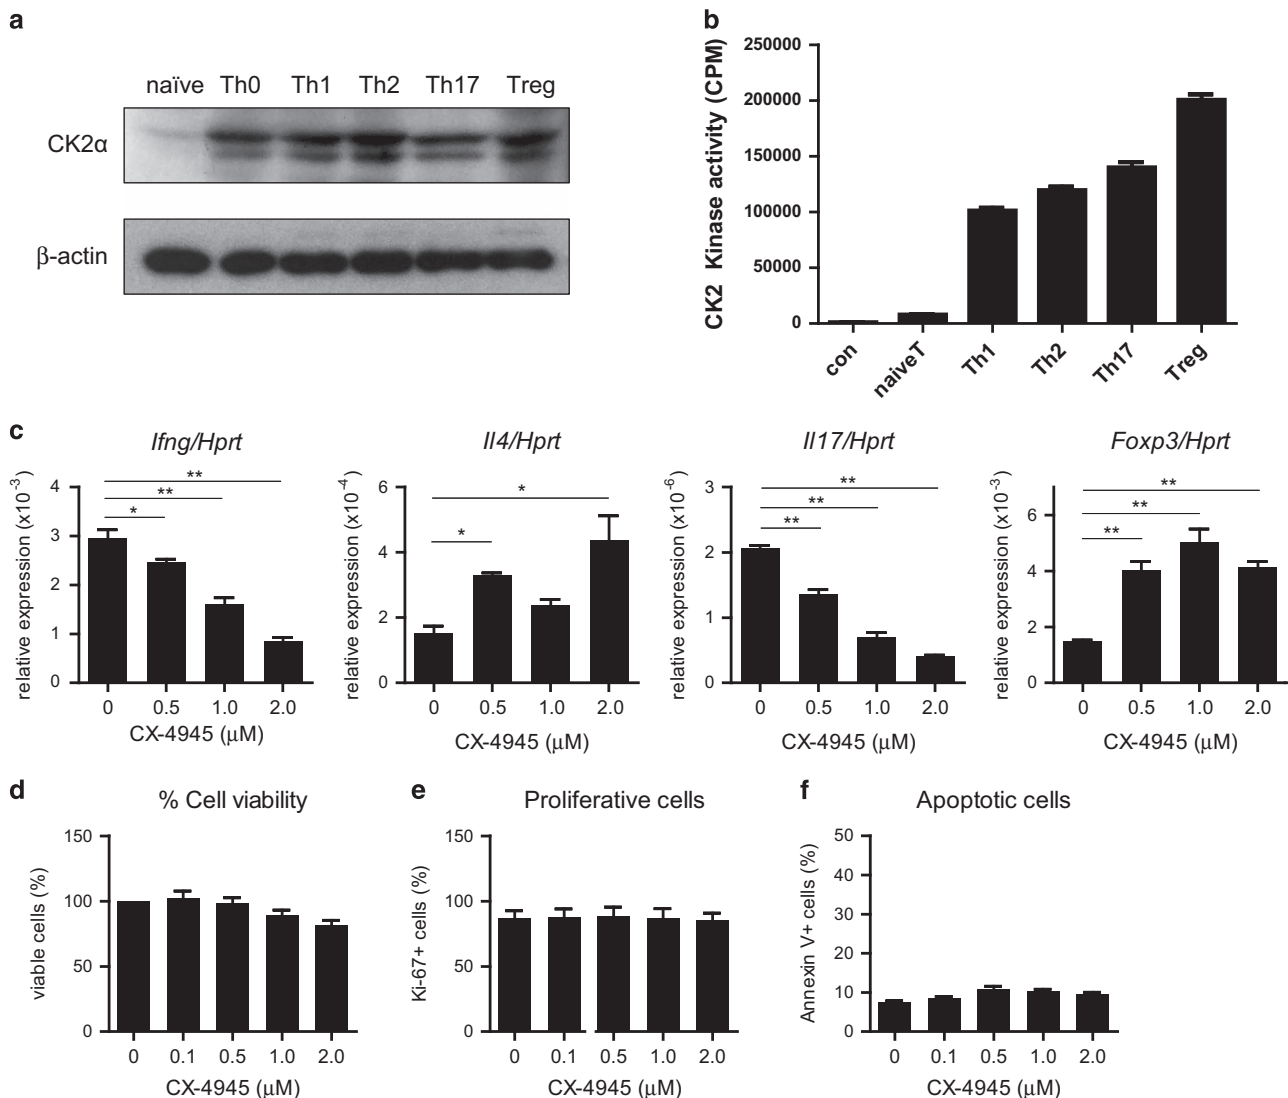 a
naïve Th0 Th1 Th2 Th17 Treg
CK2α
β-actin
b
CK2 Kinase activity (CPM)
250000
200000
150000
100000
50000
0
con naiveT Th1 Th2 Th17 Treg
c
Ifng/Hprt
relative expression (x10-3)
4
3
2
1
0
**
**
*
0 0.5 1.0 2.0
CX-4945 (μM)
Il4/Hprt
relative expression (x10-4)
6
4
2
0
*
*
0 0.5 1.0 2.0
CX-4945 (μM)
Il17/Hprt
relative expression (x10-6)
3
2
1
0
**
**
**
0 0.5 1.0 2.0
CX-4945 (μM)
Foxp3/Hprt
relative expression (x10-3)
6
4
2
0
**
**
**
0 0.5 1.0 2.0
CX-4945 (μM)
d
% Cell viability
viable cells (%)
150
100
50
0
0 0.1 0.5 1.0 2.0
CX-4945 (μM)
e
Proliferative cells
Ki-67+ cells (%)
150
100
50
0
0 0.1 0.5 1.0 2.0
CX-4945 (μM)
f
Apoptotic cells
Annexin V+ cells (%)
50
40
30
20
10
0
0 0.1 0.5 1.0 2.0
CX-4945 (μM)